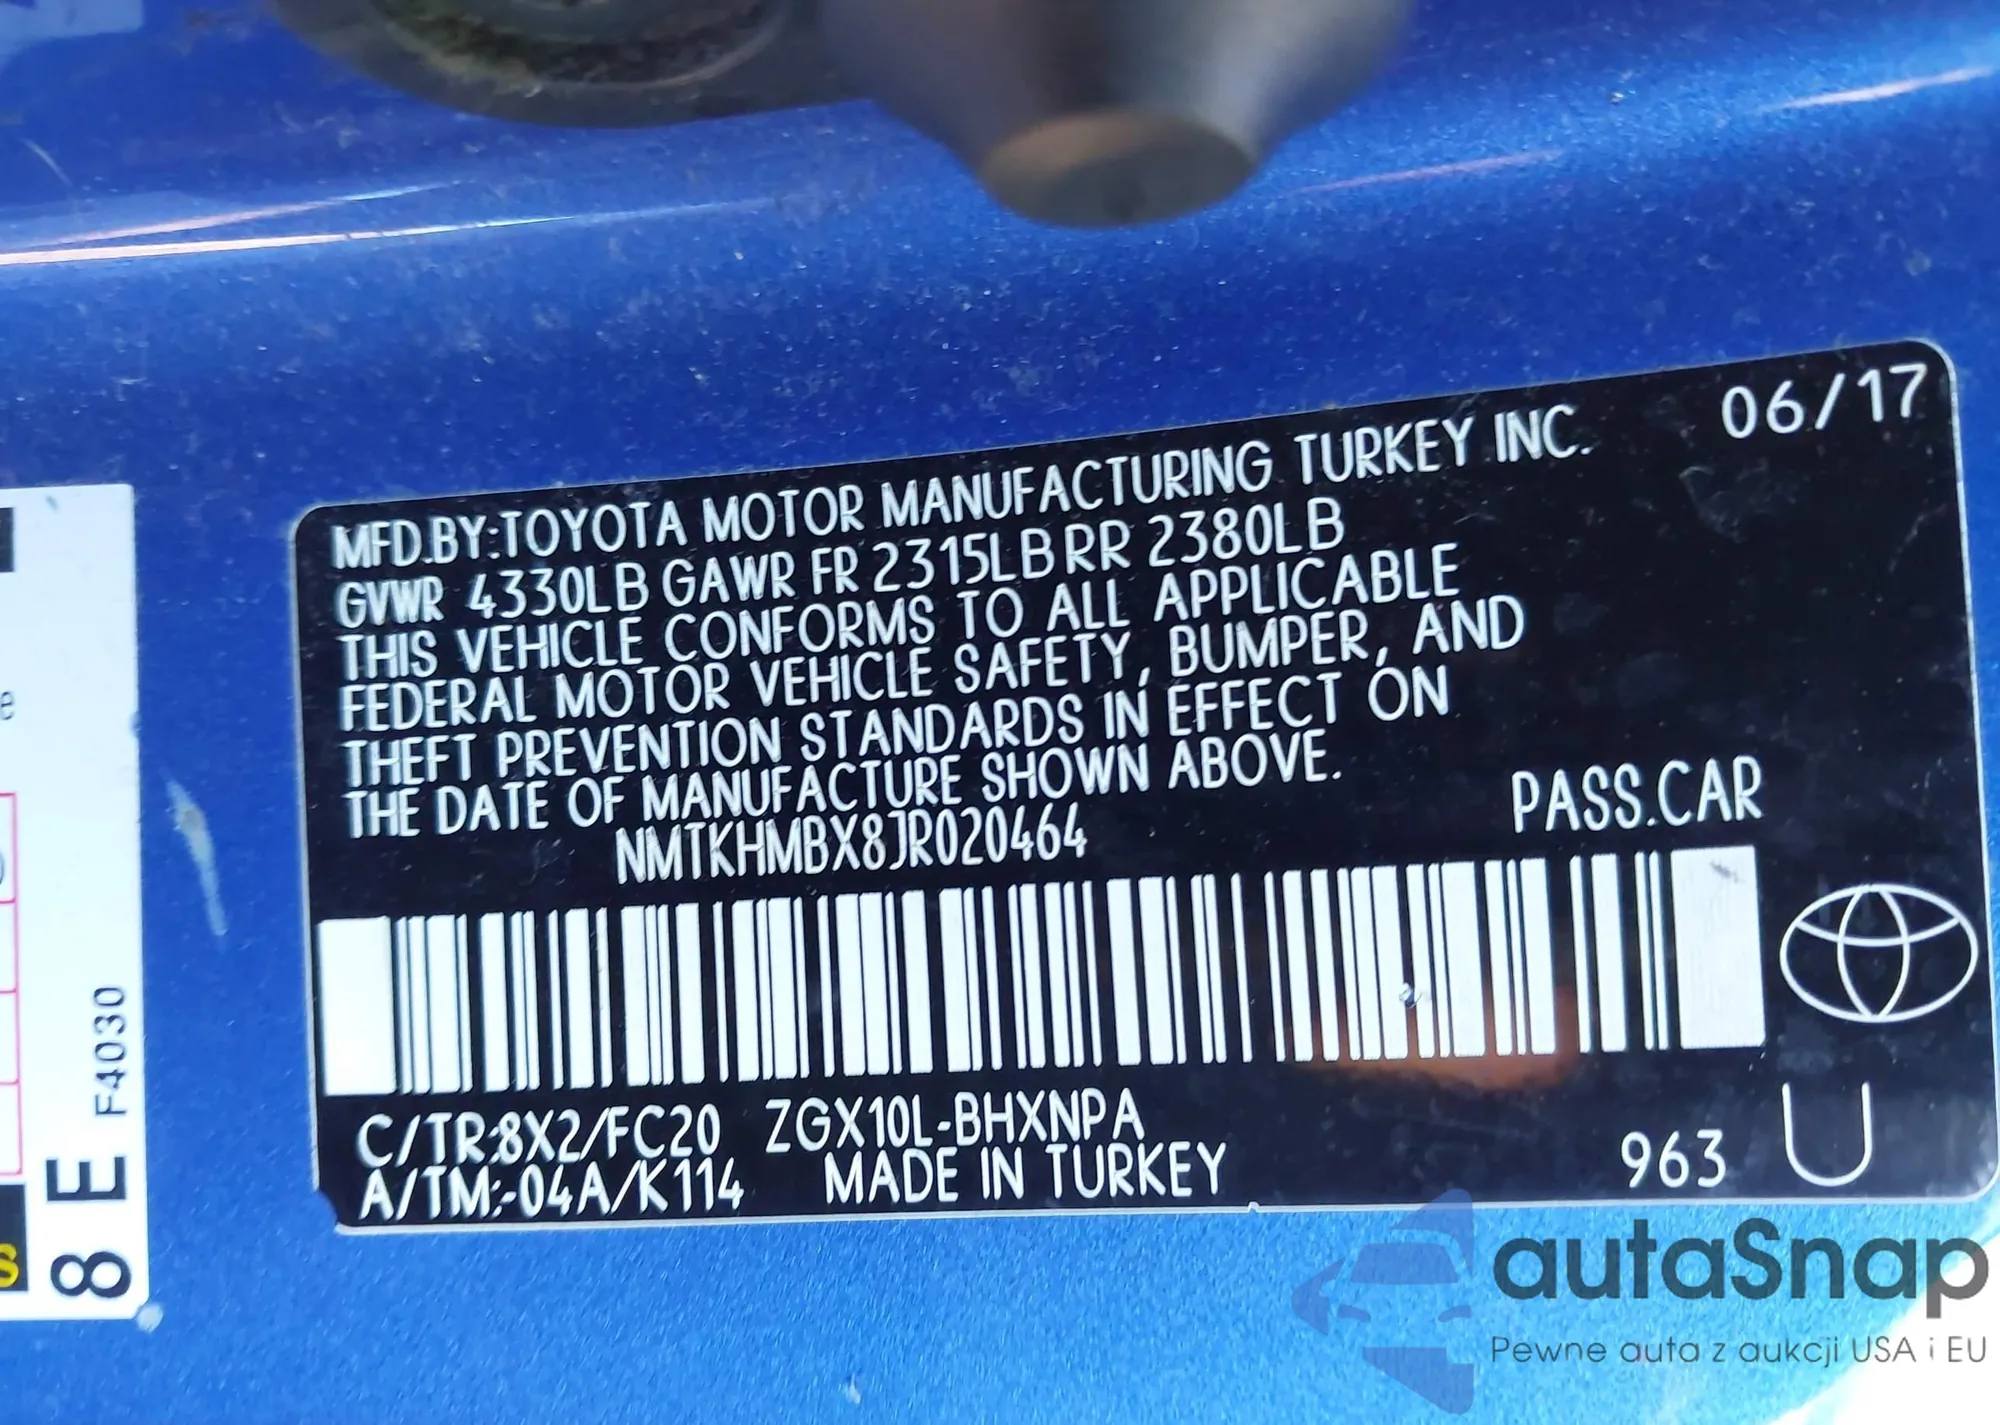 06/17
MFD.BY:TOYOTA MOTOR MANUFACTURING TURKEY INC.
GVWR 4330LB GAWR FR 2315LB RR 2380LB
THIS VEHICLE CONFORMS TO ALL APPLICABLE
FEDERAL MOTOR VEHICLE SAFETY, BUMPER, AND
THEFT PREVENTION STANDARDS IN EFFECT ON
THE DATE OF MANUFACTURE SHOWN ABOVE.
NMTKHMBX8JR020464
PASS.CAR
C/TR:8X2/FC20 ZGX10L-BHXNPA
A/TM:-04A/K114 MADE IN TURKEY
963 U
8 E F4030
autaSnap
Pewne auta z aukcji USA i EU